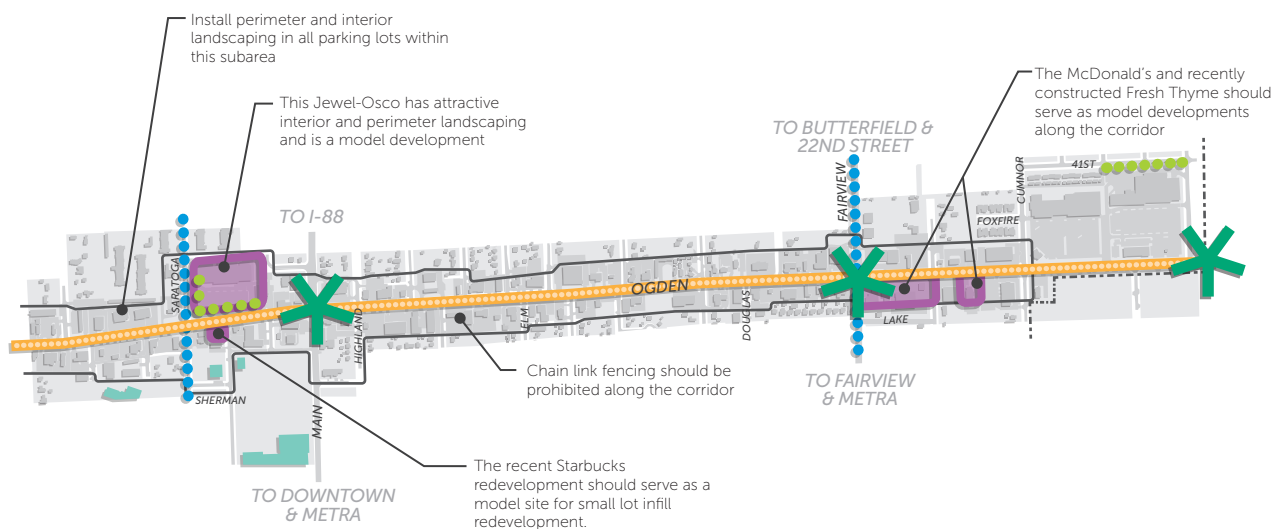 Install perimeter and interior
landscaping in all parking lots within
this subarea
This Jewel-Osco has attractive
interior and perimeter landscaping
and is a model development
The McDonald's and recently
constructed Fresh Thyme should
serve as model developments
along the corridor
TO BUTTERFIELD &
22ND STREET
TO I-88
SARATOGA
FAIRVIEW
CUMNOR
41ST
FOXFIRE
OGDEN
HIGHLAND
ELM
DOUGLAS
LAKE
SHERMAN
MAIN
Chain link fencing should be
prohibited along the corridor
TO FAIRVIEW
& METRA
The recent Starbucks
redevelopment should serve as a
model site for small lot infill
redevelopment.
TO DOWNTOWN
& METRA